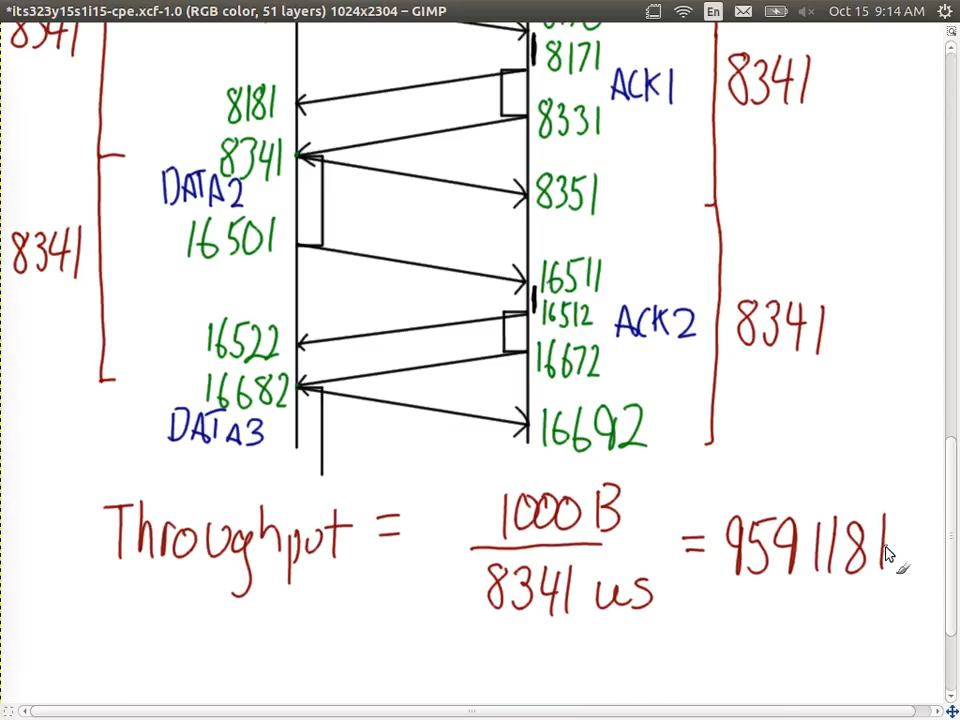 *its323y15s1i15-cpe.xcf-1.0 (RGB color, 51 layers) 1024x2304 – GIMP
En
Oct 15 9:14 AM
8341
8171
ACK1
8341
8181
8331
8341
DATA2
8351
16501
8341
16511
16512
ACK2
8341
16522
16672
16682
DATA3
16692
Throughput = 1000 B
8341 us
= 9591181